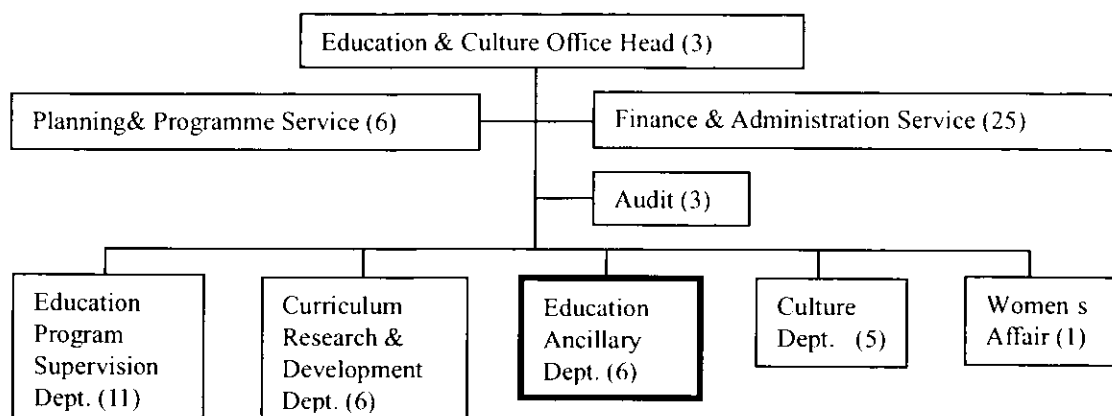 Education & Culture Office Head (3)
Planning& Programme Service (6)
Finance & Administration Service (25)
Audit (3)
Education
Program
Supervision
Dept. (11)
Curriculum
Research &
Development
Dept. (6)
Education
Ancillary
Dept. (6)
Culture
Dept. (5)
Women s
Affair (1)